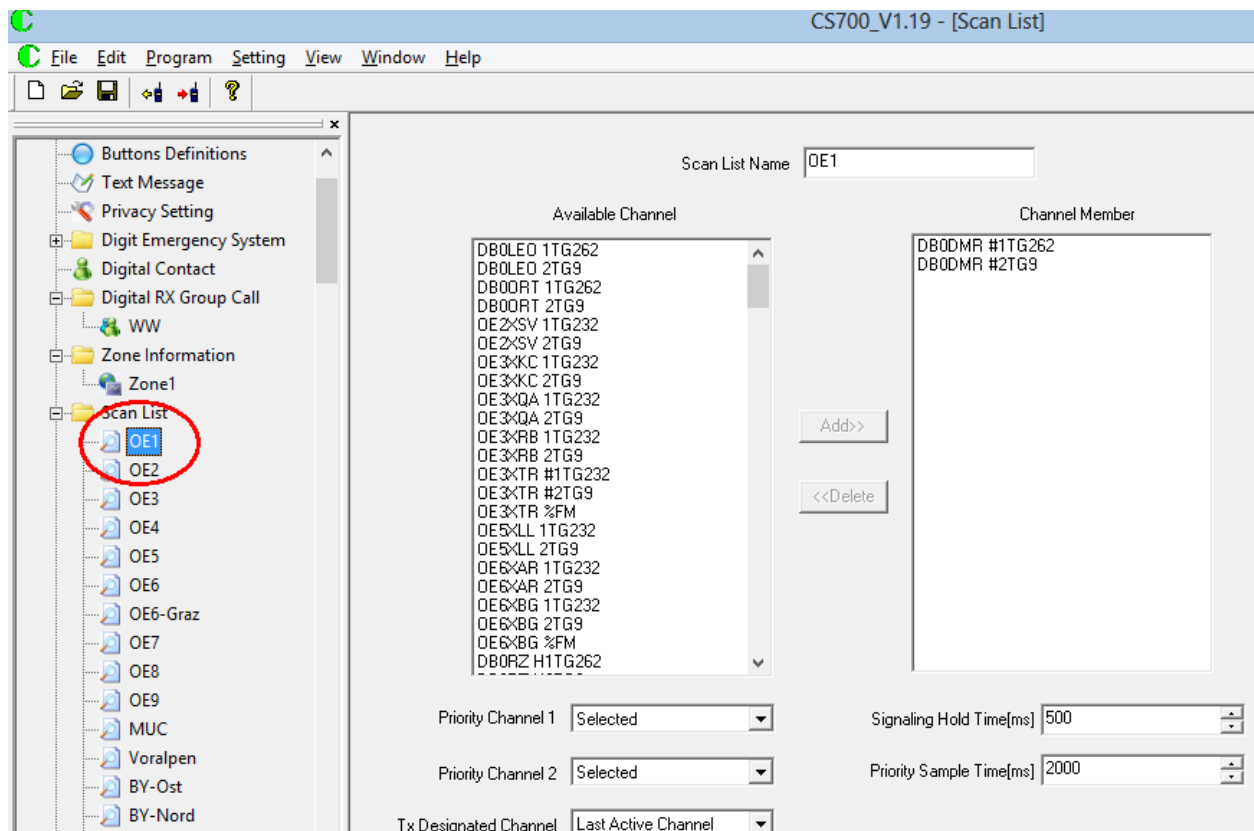 CS700_V1.19 - [Scan List]
File Edit Program Setting View Window Help
Buttons Definitions
Text Message
Privacy Setting
Digit Emergency System
Digital Contact
Digital RX Group Call
WW
Zone Information
Zone1
Scan List
OE1
OE2
OE3
OE4
OE5
OE6
OE6-Graz
OE7
OE8
OE9
MUC
Voralpen
BY-Ost
BY-Nord
Scan List Name OE1
Available Channel
DB0LEO 1TG262
DB0LEO 2TG9
DB0ORT 1TG262
DB0ORT 2TG9
OE2XSV 1TG232
OE2XSV 2TG9
OE3XKC 1TG232
OE3XKC 2TG9
OE3XQA 1TG232
OE3XQA 2TG9
OE3XRB 1TG232
OE3XRB 2TG9
OE3XTR #1TG232
OE3XTR #2TG9
OE3XTR %FM
OE5XLL 1TG232
OE5XLL 2TG9
OE6XAR 1TG232
OE6XAR 2TG9
OE6XBG 1TG232
OE6XBG 2TG9
OE6XBG %FM
DB0RZ H1TG262
Add>>
<<Delete
Channel Member
DB0DMR #1TG262
DB0DMR #2TG9
Priority Channel 1 Selected
Signaling Hold Time[ms] 500
Priority Channel 2 Selected
Priority Sample Time[ms] 2000
Tx Designated Channel Last Active Channel